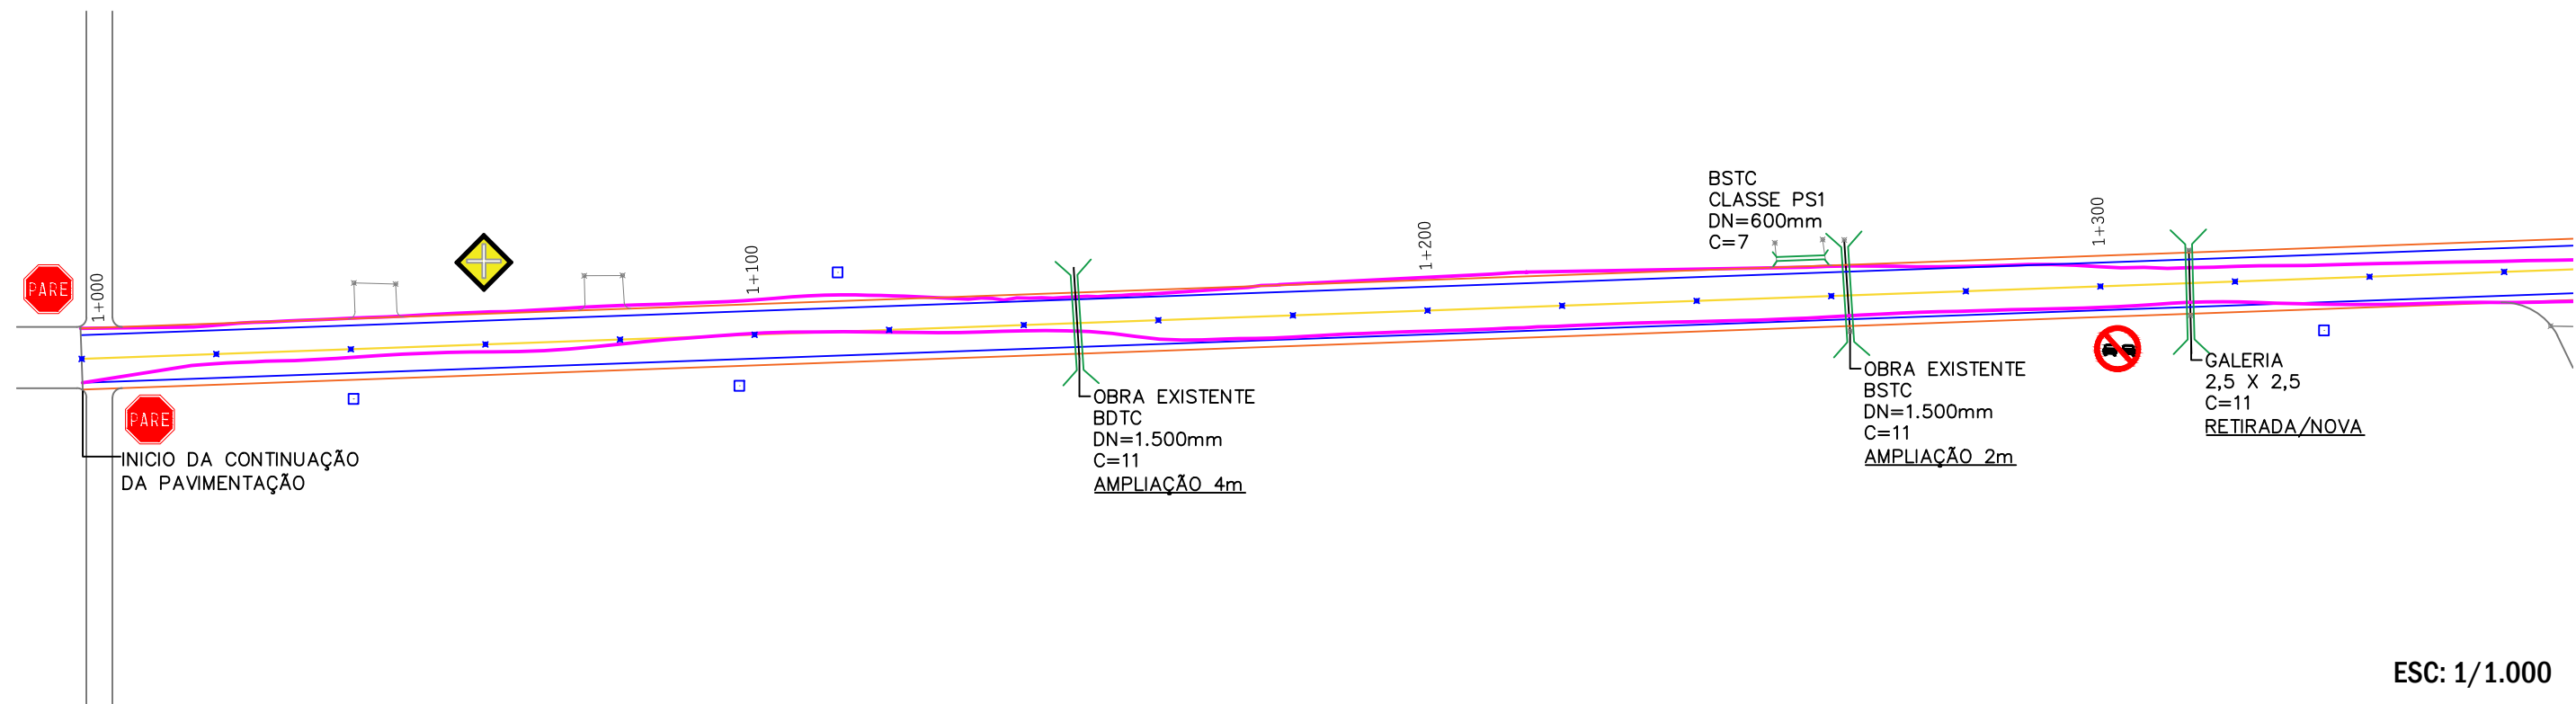 PARE
1+000
PARE
INICIO DA CONTINUAÇÃO
DA PAVIMENTAÇÃO
1+100
OBRA EXISTENTE
BDTC
DN=1.500mm
C=11
AMPLIAÇÃO 4m
1+200
BSTC
CLASSE PS1
DN=600mm
C=7
OBRA EXISTENTE
BSTC
DN=1.500mm
C=11
AMPLIAÇÃO 2m
1+300
GALERIA
2,5 X 2,5
C=11
RETIRADA/NOVA
ESC: 1/1.000